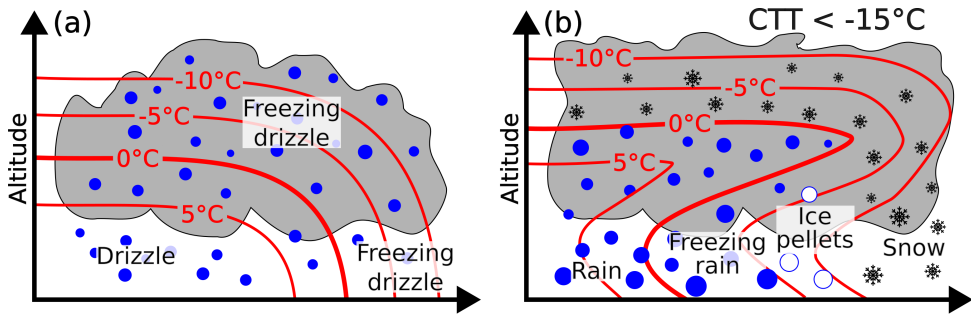 (a)
Altitude
-10°C
-5°C
0°C
5°C
Freezing
drizzle
Drizzle
Freezing
drizzle
(b)
CTT < -15°C
Altitude
-10°C
-5°C
0°C
5°C
Rain
Freezing
rain
Ice
pellets
Snow